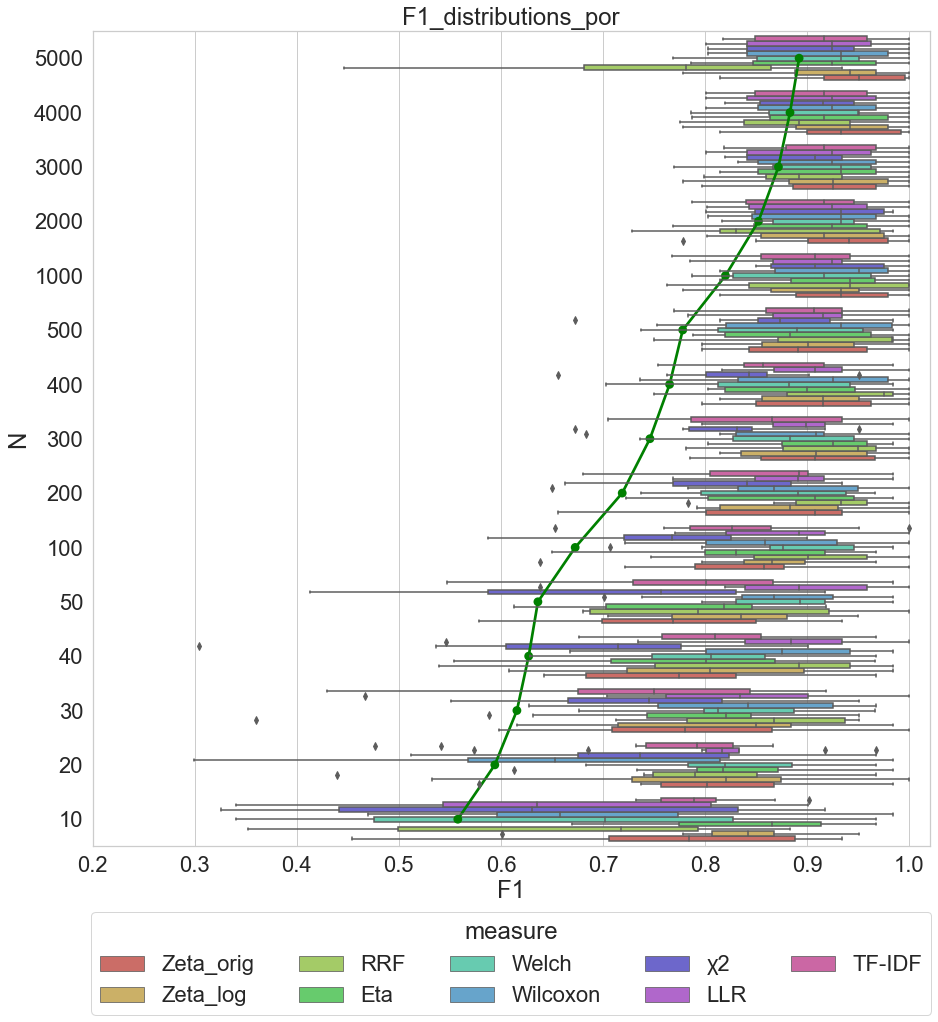 F1_distributions_por
5000
4000
3000
2000
1000
500
400
300
200
100
50
40
30
20
10
N
0.2 0.3 0.4 0.5 0.6 0.7 0.8 0.9 1.0
F1
measure
Zeta_orig RRF Welch χ2 TF-IDF
Zeta_log Eta Wilcoxon LLR